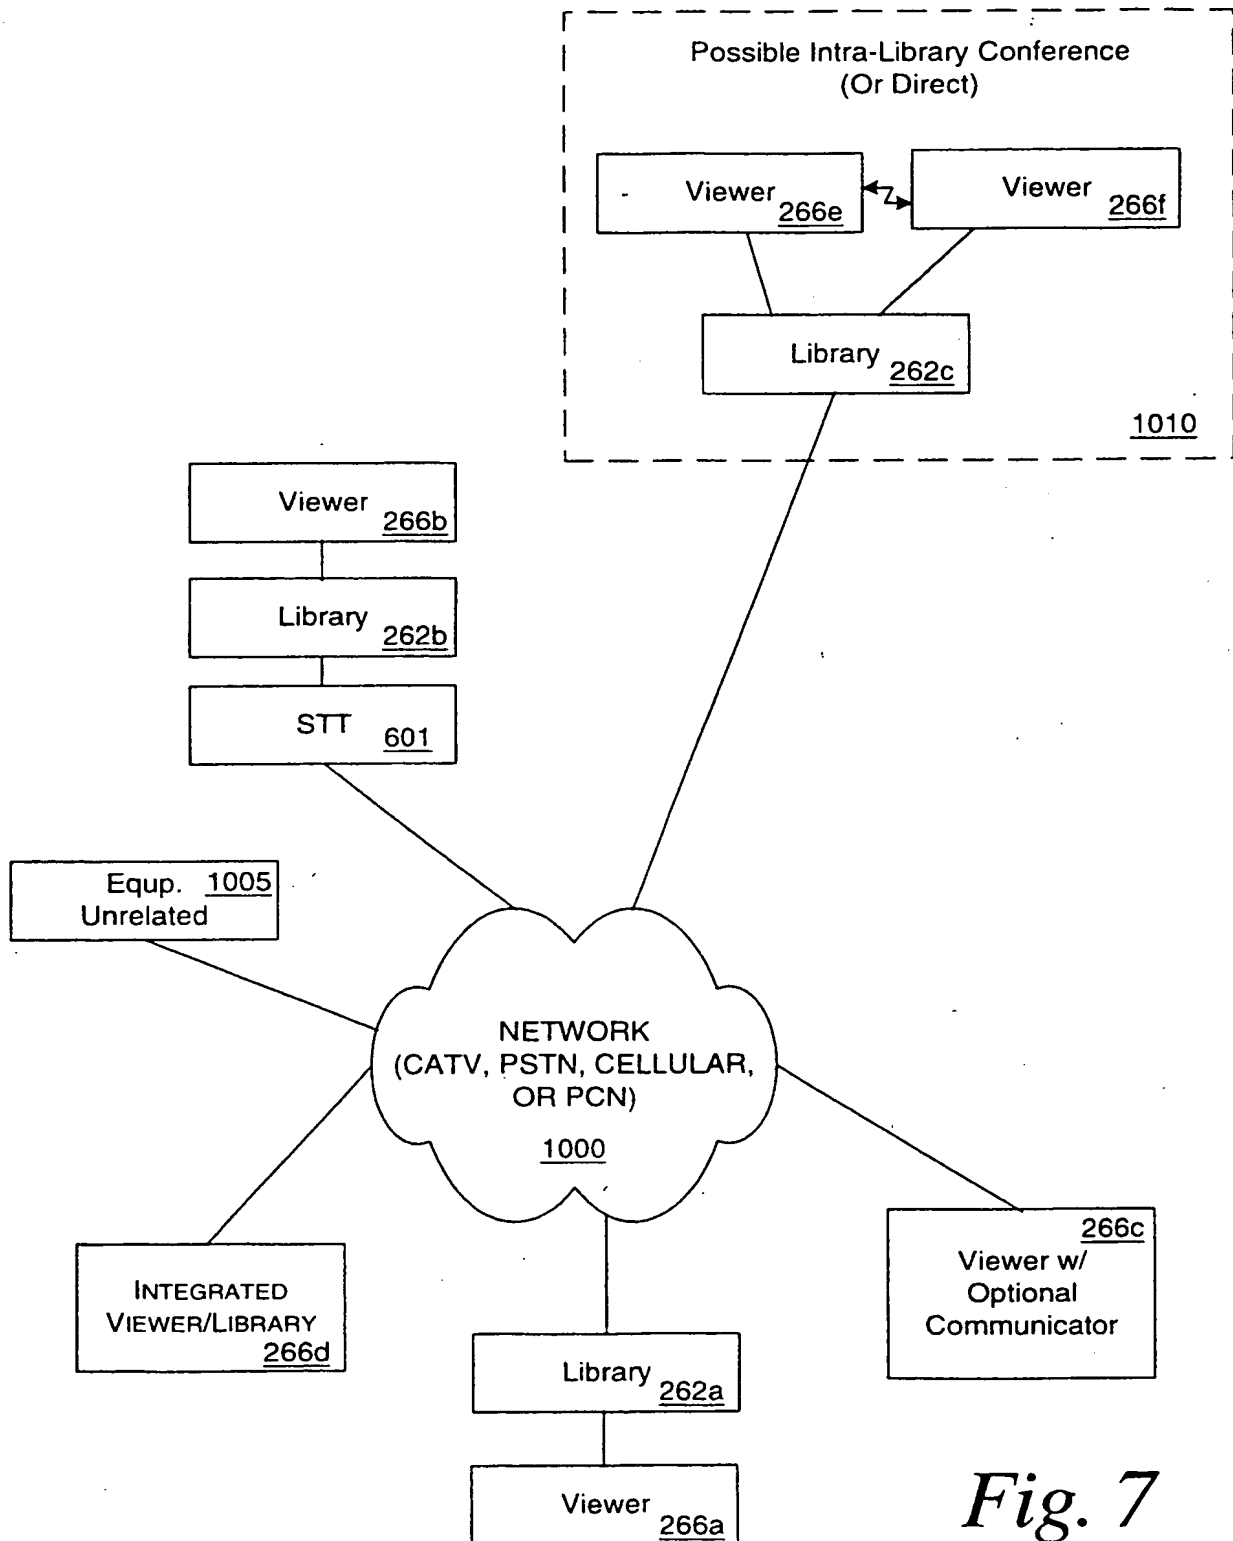 Possible Intra-Library Conference
(Or Direct)
Viewer
266e
Viewer
266f
Library
262c
1010
Viewer
266b
Library
262b
STT
601
Equp. 1005
Unrelated
NETWORK
(CATV, PSTN, CELLULAR,
OR PCN)
1000
266c
Viewer w/
Optional
Communicator
INTEGRATED
VIEWER/LIBRARY
266d
Library
262a
Viewer
266a
Fig. 7